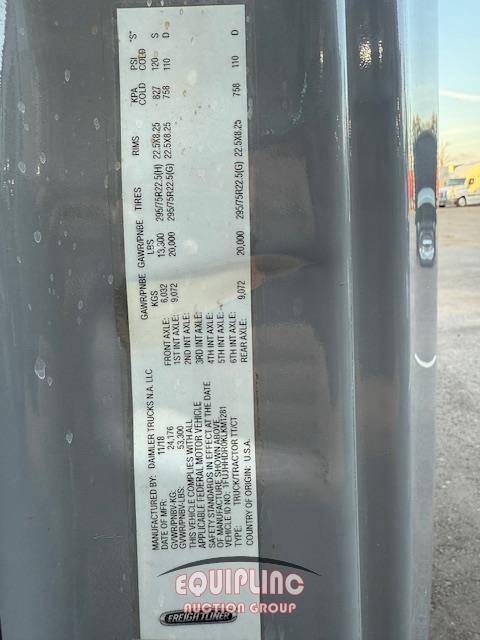 MANUFACTURED BY: DAIMLER TRUCKS N.A. LLC
DATE OF MFR: 11/18
GVWR/PNBV-KG: 24,176
GVWR/PNBV-LBS: 53,300
THIS VEHICLE COMPLIES WITH ALL
APPLICABLE FEDERAL MOTOR VEHICLE
SAFETY STANDARDS IN EFFECT AT THE DATE
OF MANUFACTURE SHOWN ABOVE.
VEHICLE ID NO:
TYPE: TRUCK/TRACTOR TT/CT
COUNTRY OF ORIGIN: U.S.A.
GAWR/PNBE KGS GAWR/PNBE LBS TIRES RIMS KPA COLD PSI COLD "S"
FRONT AXLE: 6,032 13,300 295/75R22.5(H) 22.5X8.25 827 120 S
1ST INT AXLE: 9,072 20,000 295/75R22.5(G) 22.5X8.25 758 110 D
2ND INT AXLE:
3RD INT AXLE:
4TH INT AXLE:
5TH INT AXLE:
6TH INT AXLE:
REAR AXLE: 9,072 20,000 295/75R22.5(G) 22.5X8.25 758 110 D
FREIGHTLINER
EQUIPLINC
AUCTION GROUP